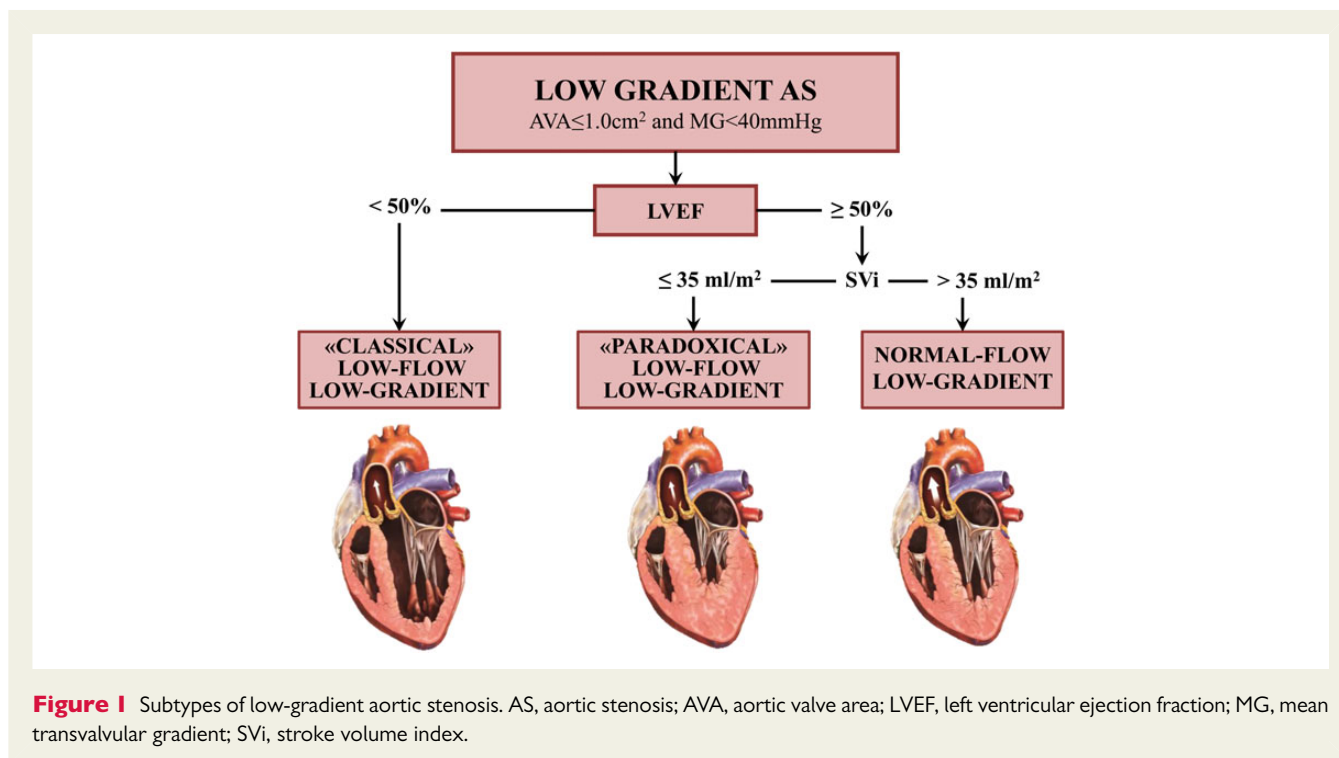 LOW GRADIENT AS
AVA≤1.0cm² and MG<40mmHg
< 50%
LVEF
≥ 50%
≤ 35 ml/m²
SVi
> 35 ml/m²
«CLASSICAL»
LOW-FLOW
LOW-GRADIENT
«PARADOXICAL»
LOW-FLOW
LOW-GRADIENT
NORMAL-FLOW
LOW-GRADIENT
Figure 1 Subtypes of low-gradient aortic stenosis. AS, aortic stenosis; AVA, aortic valve area; LVEF, left ventricular ejection fraction; MG, mean
transvalvular gradient; SVi, stroke volume index.